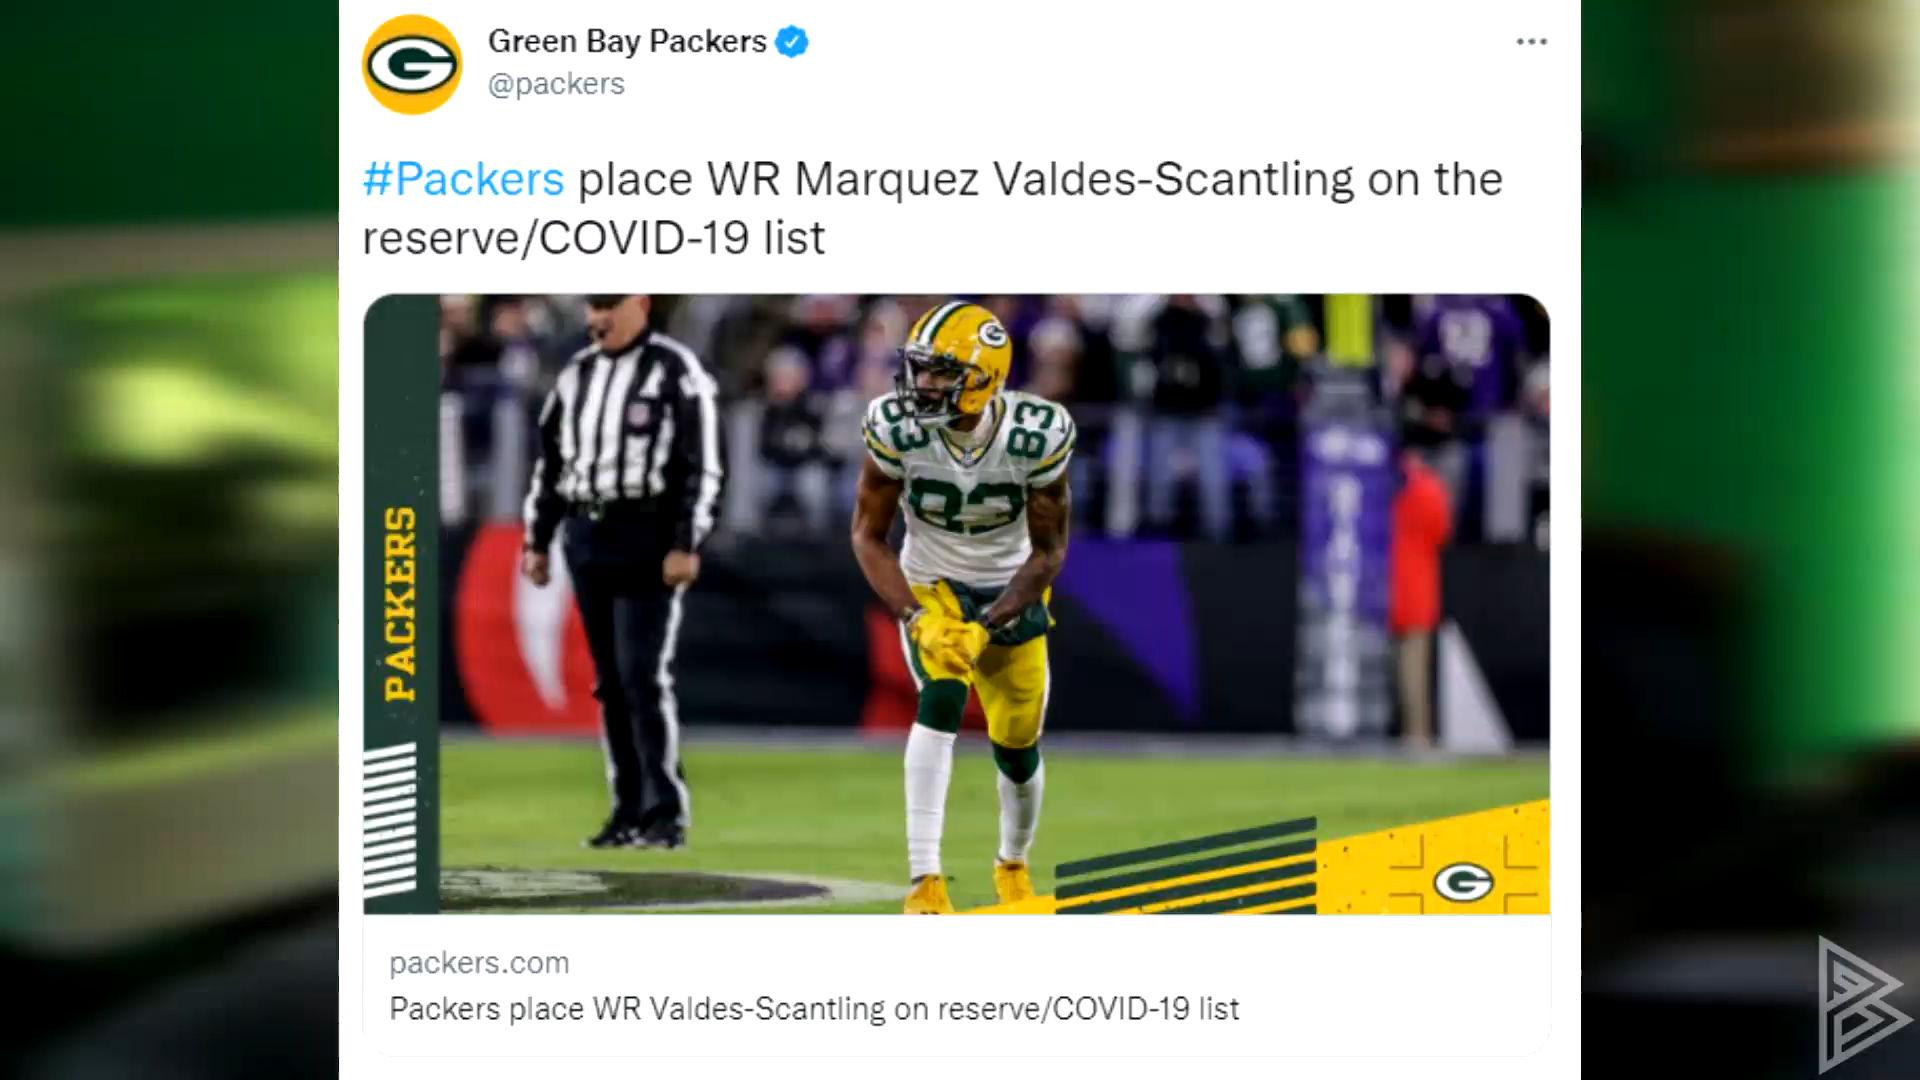 Green Bay Packers
@packers
#Packers place WR Marquez Valdes-Scantling on the
reserve/COVID-19 list
PACKERS
83
83
83
G
packers.com
Packers place WR Valdes-Scantling on reserve/COVID-19 list